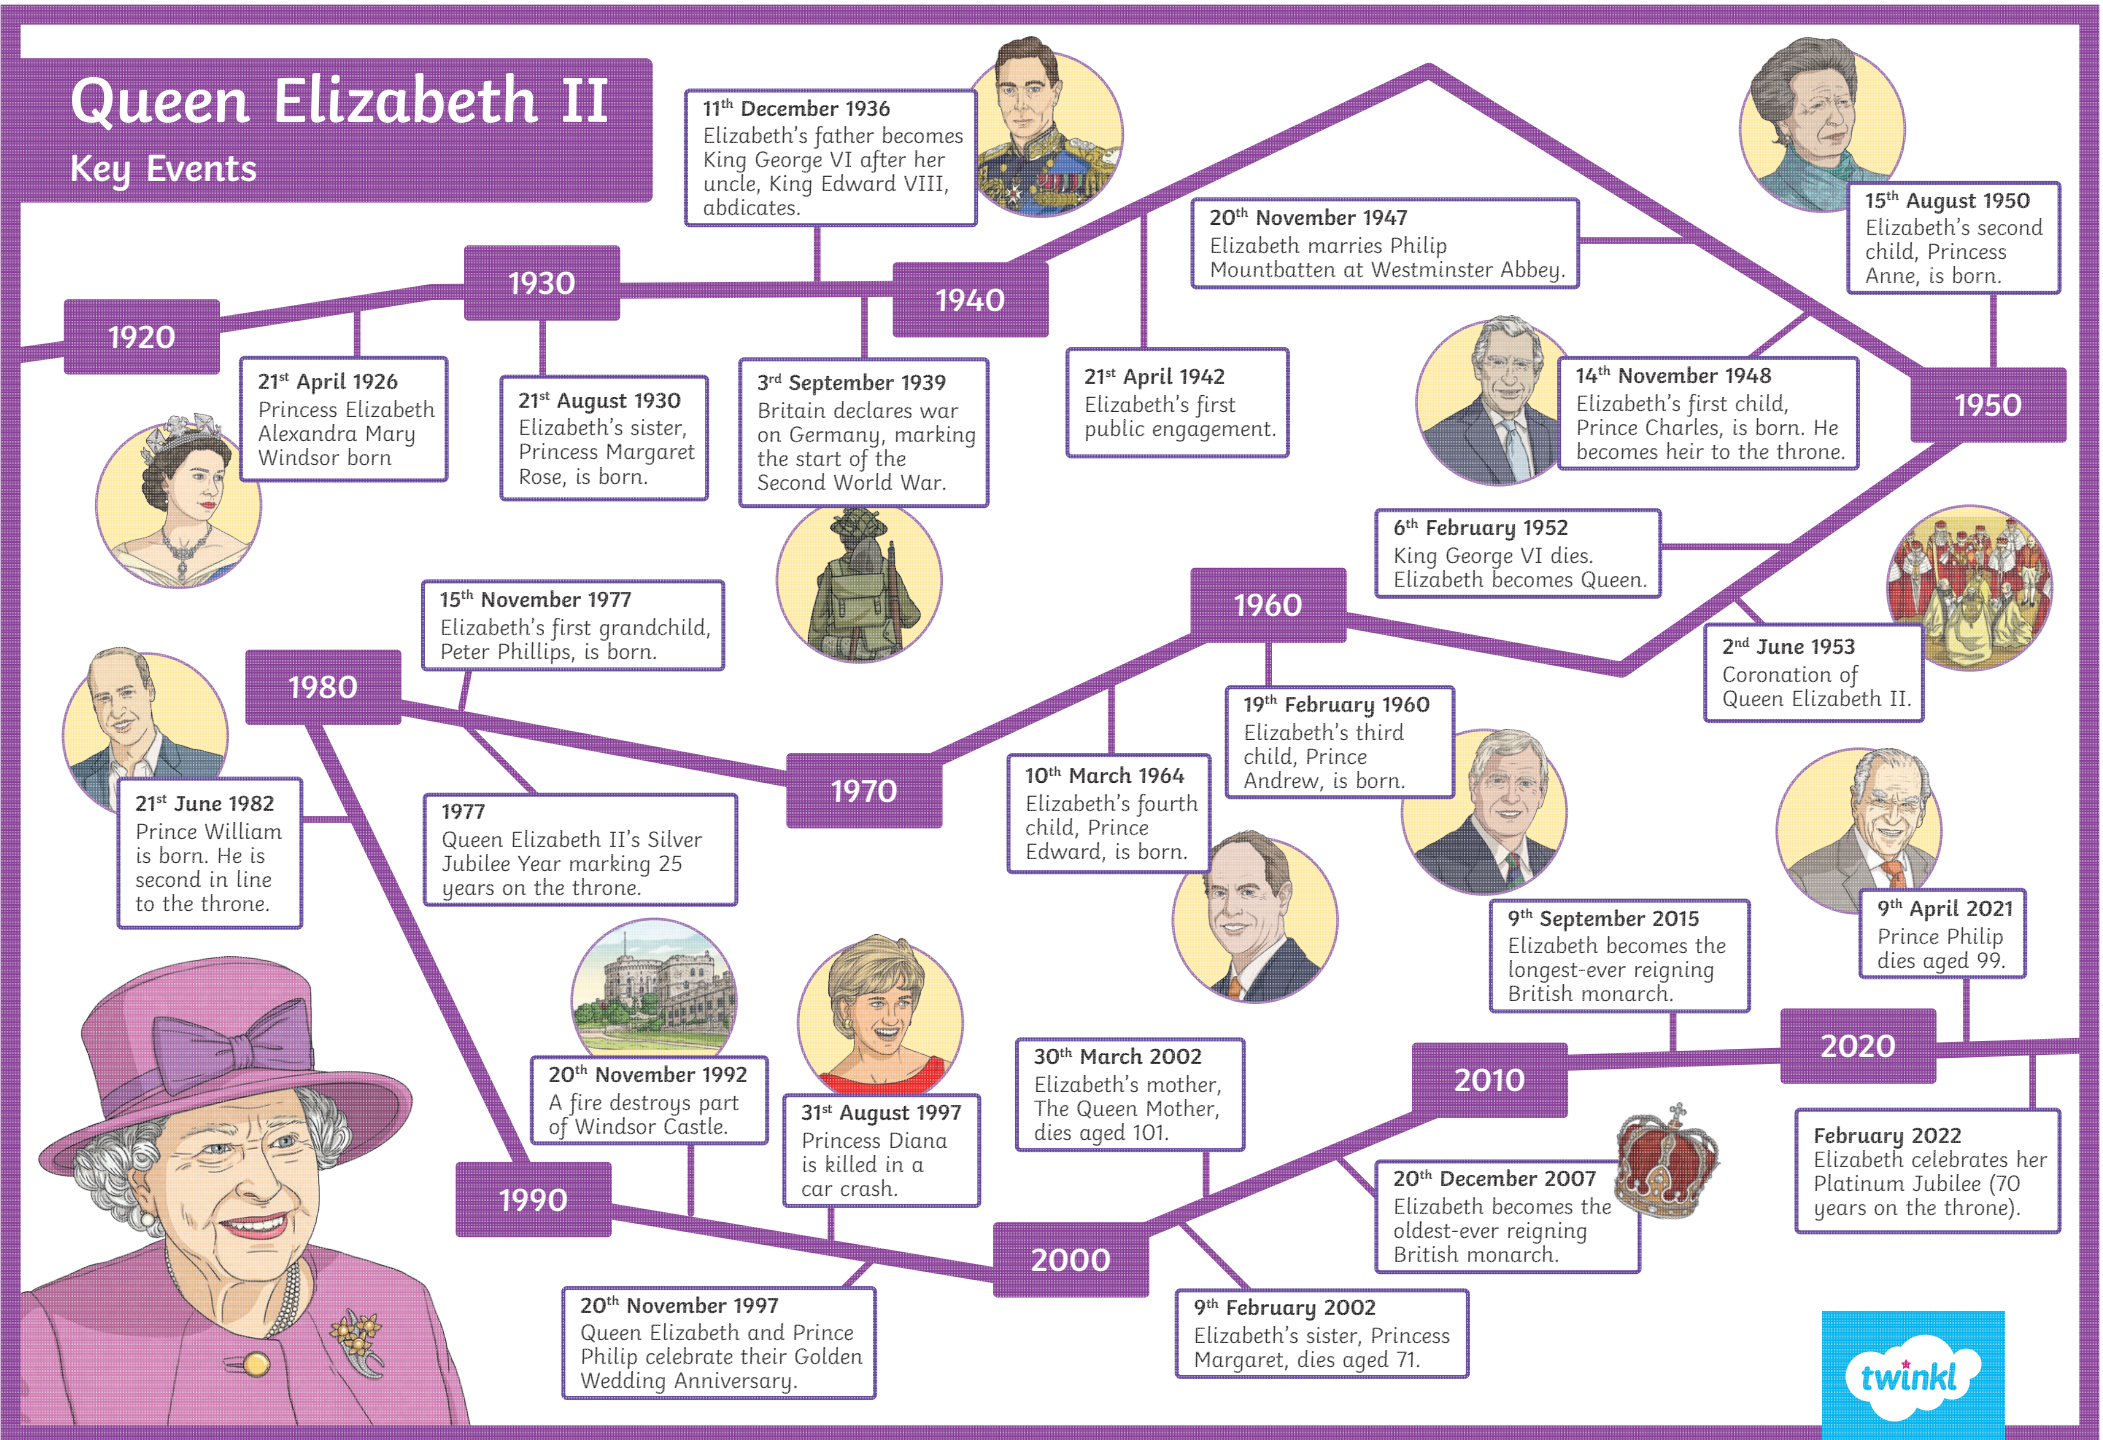 Queen Elizabeth II
Key Events
1920
21st April 1926
Princess Elizabeth
Alexandra Mary
Windsor born
1930
21st August 1930
Elizabeth's sister,
Princess Margaret
Rose, is born.
11th December 1936
Elizabeth's father becomes
King George VI after her
uncle, King Edward VIII,
abdicates.
3rd September 1939
Britain declares war
on Germany, marking
the start of the
Second World War.
1940
21st April 1942
Elizabeth's first
public engagement.
20th November 1947
Elizabeth marries Philip
Mountbatten at Westminster Abbey.
14th November 1948
Elizabeth's first child,
Prince Charles, is born. He
becomes heir to the throne.
1950
15th August 1950
Elizabeth's second
child, Princess
Anne, is born.
6th February 1952
King George VI dies.
Elizabeth becomes Queen.
2nd June 1953
Coronation of
Queen Elizabeth II.
1960
19th February 1960
Elizabeth's third
child, Prince
Andrew, is born.
10th March 1964
Elizabeth's fourth
child, Prince
Edward, is born.
1970
15th November 1977
Elizabeth's first grandchild,
Peter Phillips, is born.
1977
Queen Elizabeth II's Silver
Jubilee Year marking 25
years on the throne.
1980
21st June 1982
Prince William
is born. He is
second in line
to the throne.
1990
20th November 1992
A fire destroys part
of Windsor Castle.
31st August 1997
Princess Diana
is killed in a
car crash.
20th November 1997
Queen Elizabeth and Prince
Philip celebrate their Golden
Wedding Anniversary.
2000
9th February 2002
Elizabeth's sister, Princess
Margaret, dies aged 71.
30th March 2002
Elizabeth's mother,
The Queen Mother,
dies aged 101.
20th December 2007
Elizabeth becomes the
oldest-ever reigning
British monarch.
2010
9th September 2015
Elizabeth becomes the
longest-ever reigning
British monarch.
2020
9th April 2021
Prince Philip
dies aged 99.
February 2022
Elizabeth celebrates her
Platinum Jubilee (70
years on the throne).
twinkl